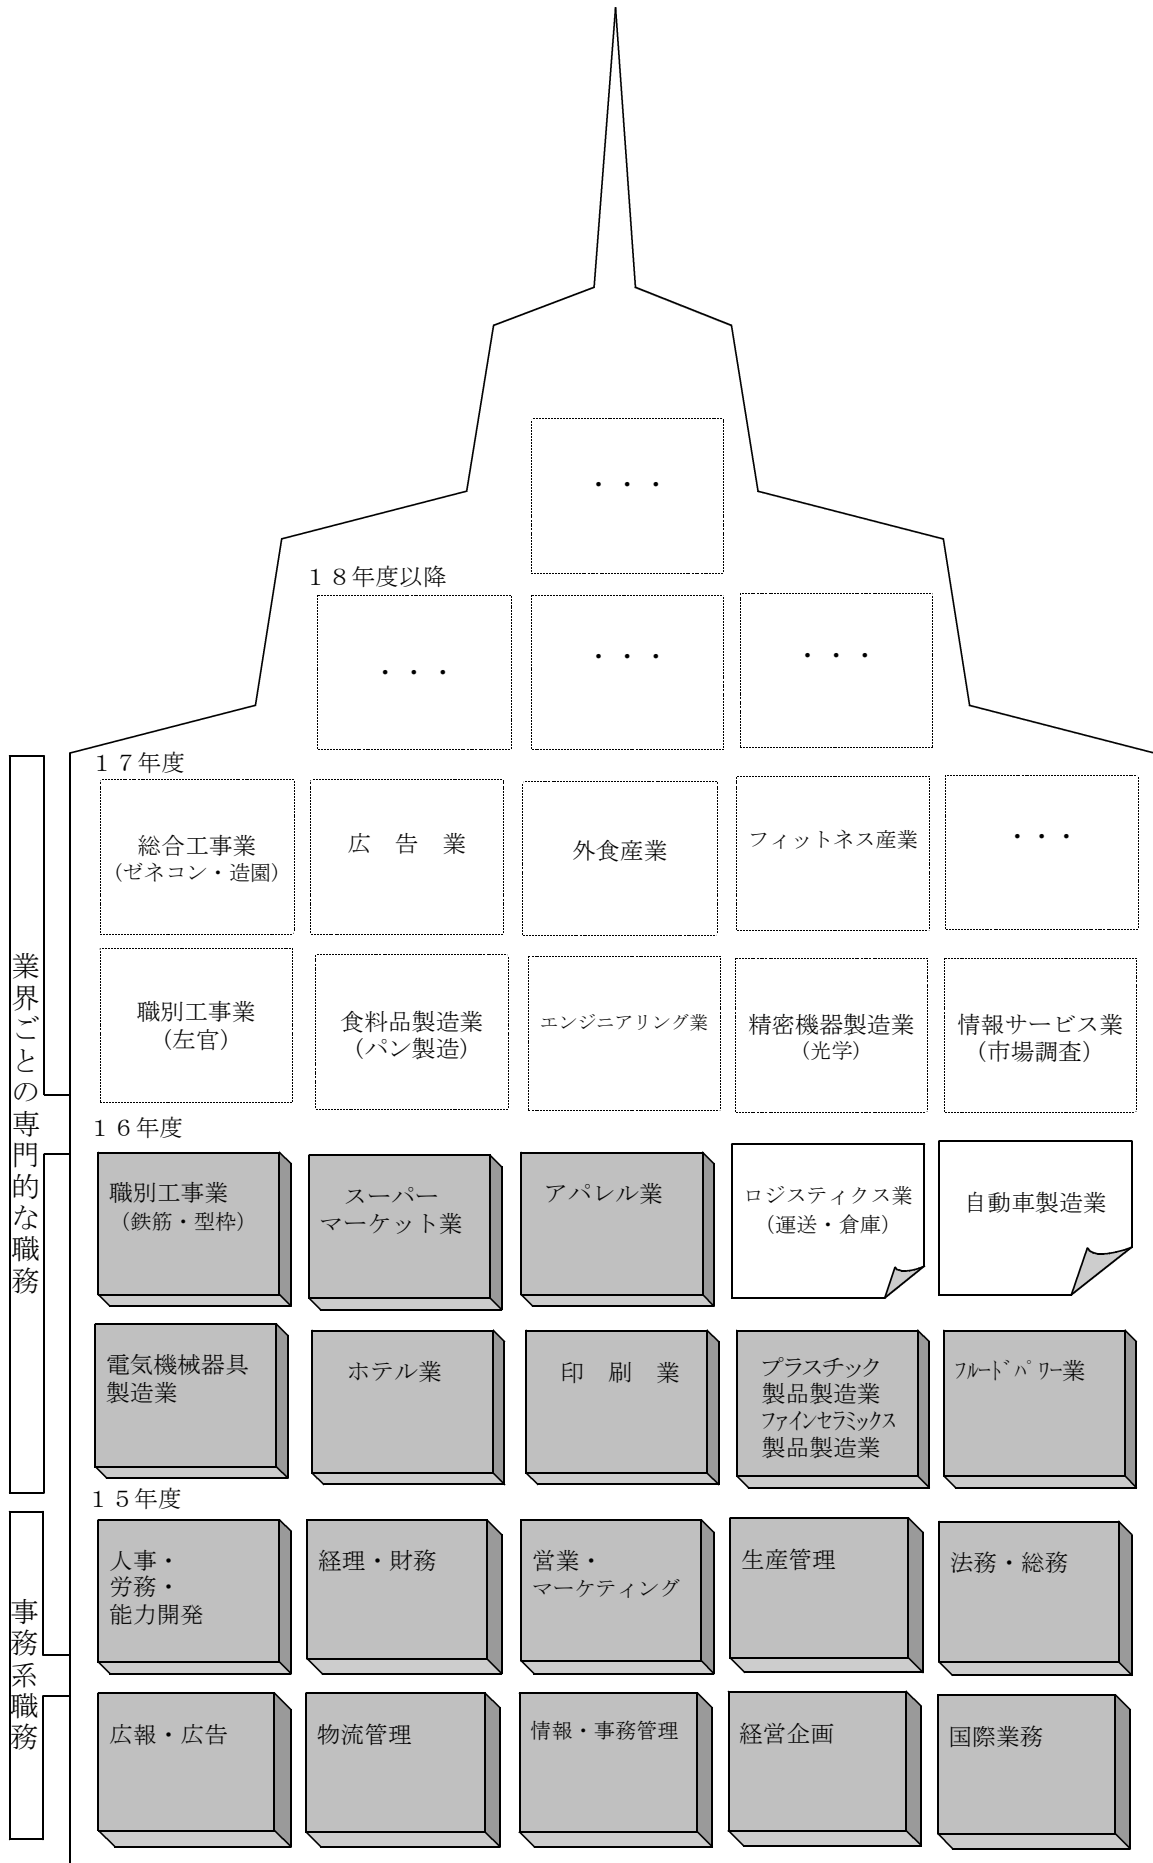 ・・・
１８年度以降
・・・
・・・
・・・
１７年度
総合工事業
（ゼネコン・造園）
広　告　業
外食産業
フィットネス産業
・・・
職別工事業
（左官）
食料品製造業
（パン製造）
エンジニアリング業
精密機器製造業
（光学）
情報サービス業
（市場調査）
業界ごとの専門的な職務
１６年度
職別工事業
（鉄筋・型枠）
スーパー
マーケット業
アパレル業
ロジスティクス業
（運送・倉庫）
自動車製造業
電気機械器具
製造業
ホテル業
印　刷　業
プラスチック
製品製造業
ファインセラミックス
製品製造業
ﾌﾙｰﾄﾞﾊﾟﾜｰ業
１５年度
人事・
労務・
能力開発
経理・財務
営業・
マーケティング
生産管理
法務・総務
事務系職務
広報・広告
物流管理
情報・事務管理
経営企画
国際業務